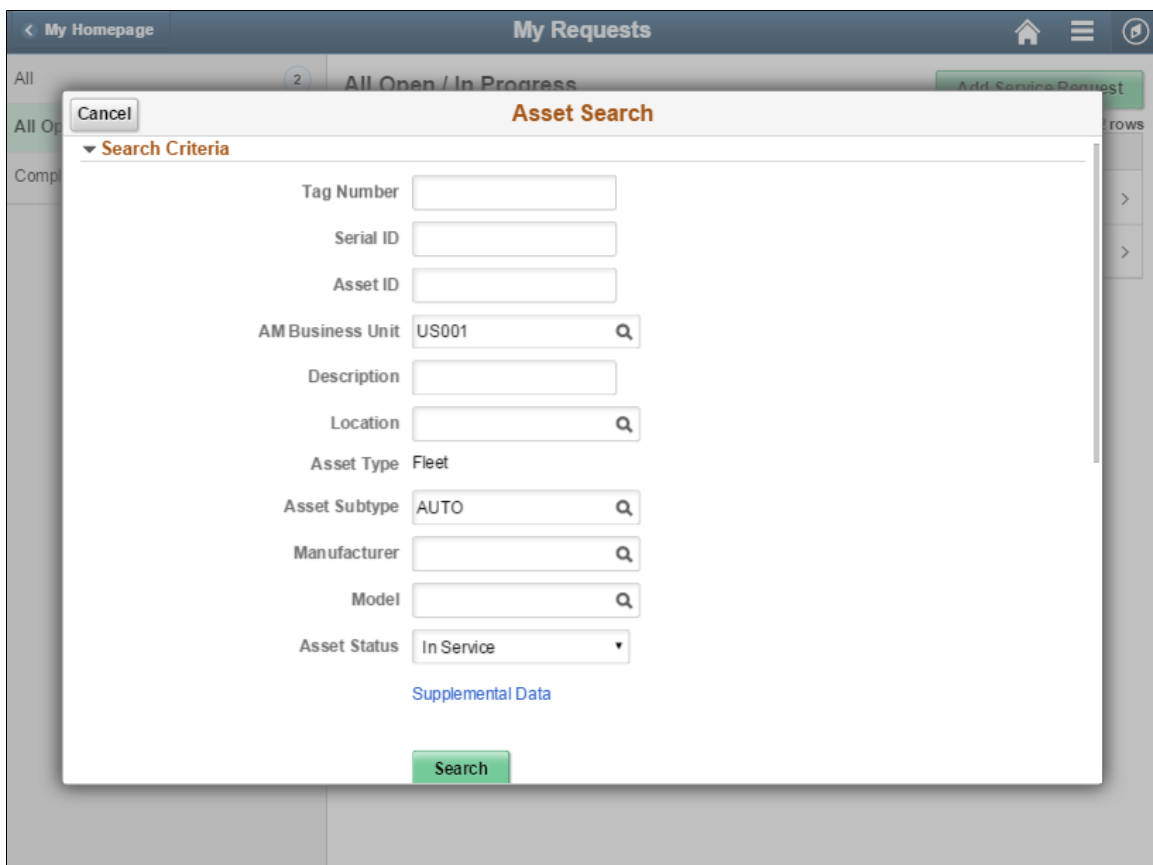 My Homepage
My Requests
All
2
All Open / In Progress
Add Service Request
All Op
rows
Compl
Cancel
Asset Search
Search Criteria
Tag Number
Serial ID
Asset ID
AM Business Unit US001
Description
Location
Asset Type Fleet
Asset Subtype AUTO
Manufacturer
Model
Asset Status In Service
Supplemental Data
Search